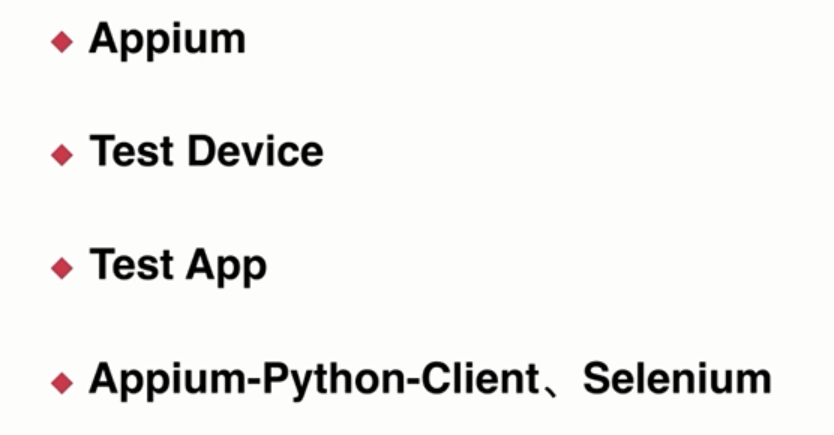 Appium
Test Device
Test App
Appium-Python-Client、Selenium